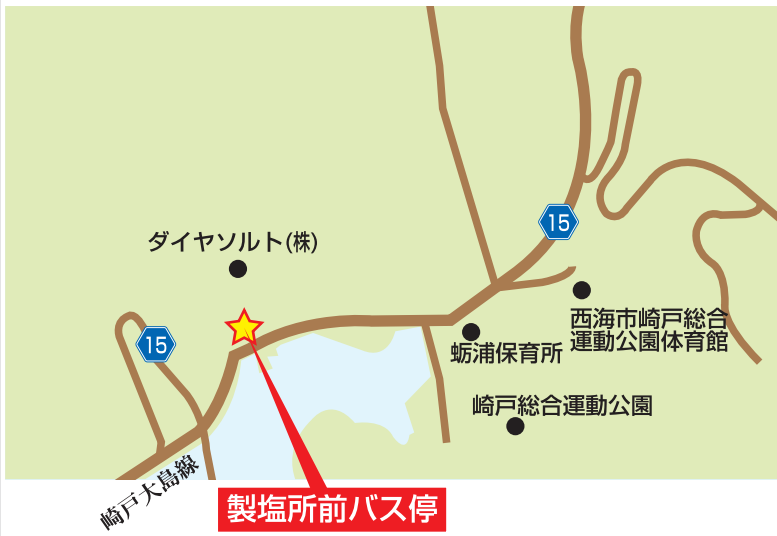 15
ダイヤソルト(株)
15
西海市崎戸総合
運動公園体育館
蛎浦保育所
崎戸総合運動公園
崎戸大島線
製塩所前バス停